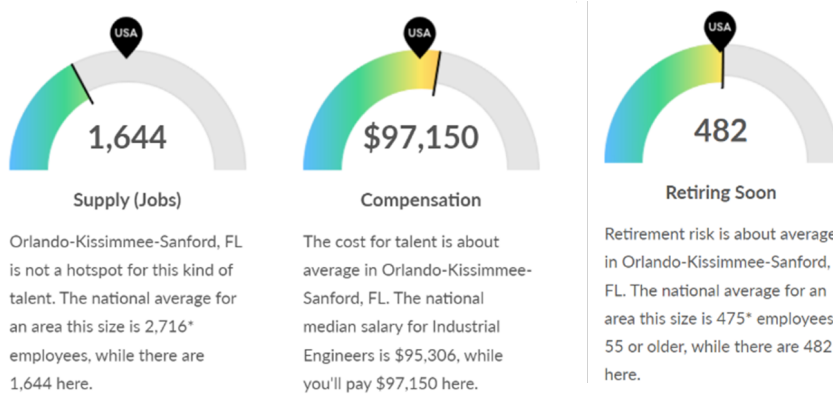 USA
1,644
Supply (Jobs)
Orlando-Kissimmee-Sanford, FL
is not a hotspot for this kind of
talent. The national average for
an area this size is 2,716*
employees, while there are
1,644 here.
USA
$97,150
Compensation
The cost for talent is about
average in Orlando-Kissimmee-
Sanford, FL. The national
median salary for Industrial
Engineers is $95,306, while
you'll pay $97,150 here.
USA
482
Retiring Soon
Retirement risk is about average
in Orlando-Kissimmee-Sanford,
FL. The national average for an
area this size is 475* employees
55 or older, while there are 482
here.